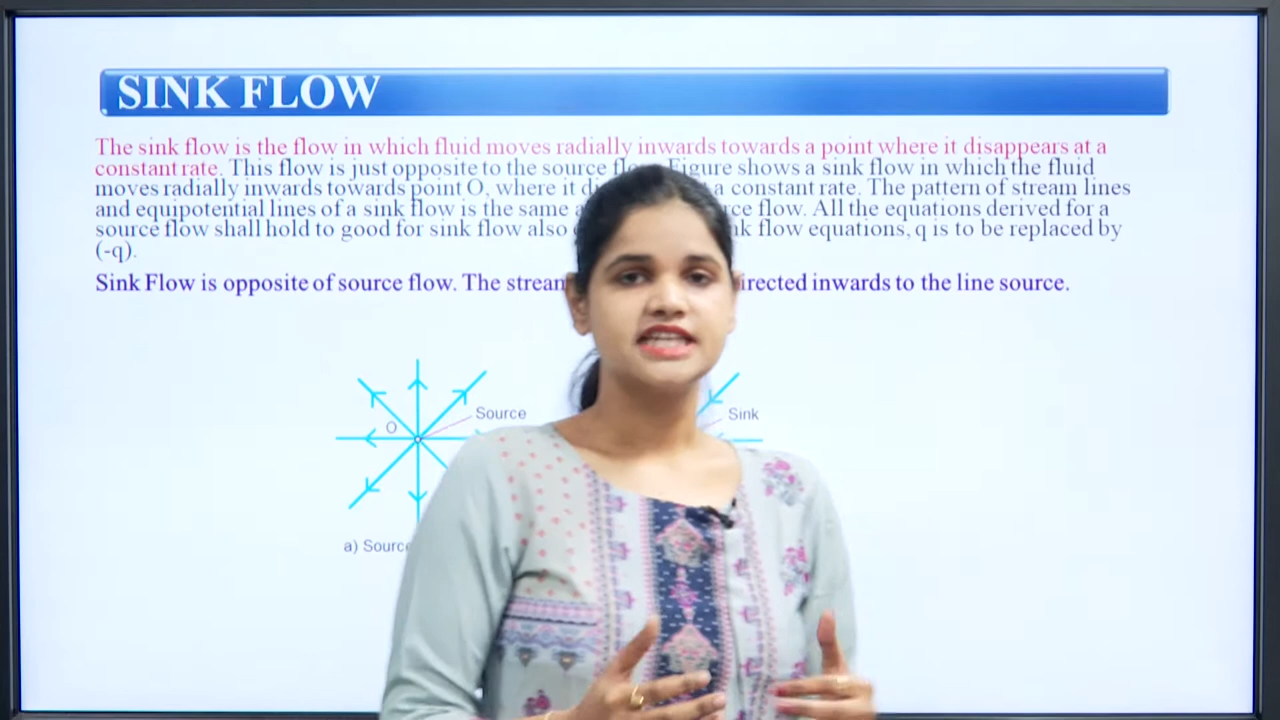 SINK FLOW
The sink flow is the flow in which fluid moves radially inwards towards a point where it disappears at a
constant rate. This flow is just opposite to the source Figure shows a sink flow in which the fluid
moves radially inwards towards point O, where it a constant rate. The pattern of stream lines
and equipotential lines of a sink flow is the same flow. All the equations derived for a
source flow shall hold to good for sink flow also flow equations, q is to be replaced by
(-q).
Sink Flow is opposite of source flow. The inwards to the line source.
Source
Sink
O
a) Source